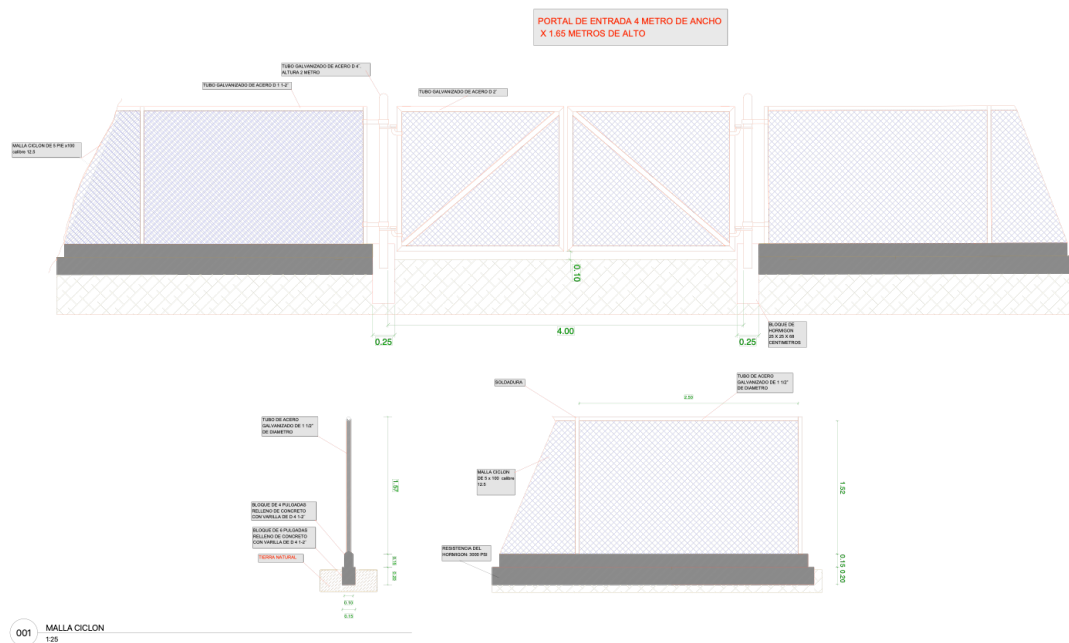 PORTAL DE ENTRADA 4 METRO DE ANCHO
X 1.65 METROS DE ALTO
TUBO GALVANIZADO DE ACERO D 4",
ALTURA 2 METRO
TUBO GALVANIZADO DE ACERO D 1 1-2"
TUBO GALVANIZADO DE ACERO D 2"
MALLA CICLON DE 5 PIE x100
calibre 12.5
0.10
4.00
0.25
0.25
BLOQUE DE
HORMIGON
CENTIMETROS
SOLDADURA
TUBO DE ACERO
GALVANIZADO DE 1 1/2"
DE DIAMETRO
TUBO DE ACERO
GALVANIZADO DE 1 1/2"
DE DIAMETRO
1.57
MALLA CICLON
DE 5 x 100 calibre
12.5
1.52
BLOQUE DE 4 PULGADAS
RELLENO DE CONCRETO
CON VARILLA DE D 4 1-2"
BLOQUE DE 6 PULGADAS
RELLENO DE CONCRETO
CON VARILLA DE D 4 1-2"
TIERRA NATURAL
RESISTENCIA DEL
HORMIGON. 3000 PSI
0.15
0.20
0.15
0.20
0.10
0.15
001
MALLA CICLON
1:25